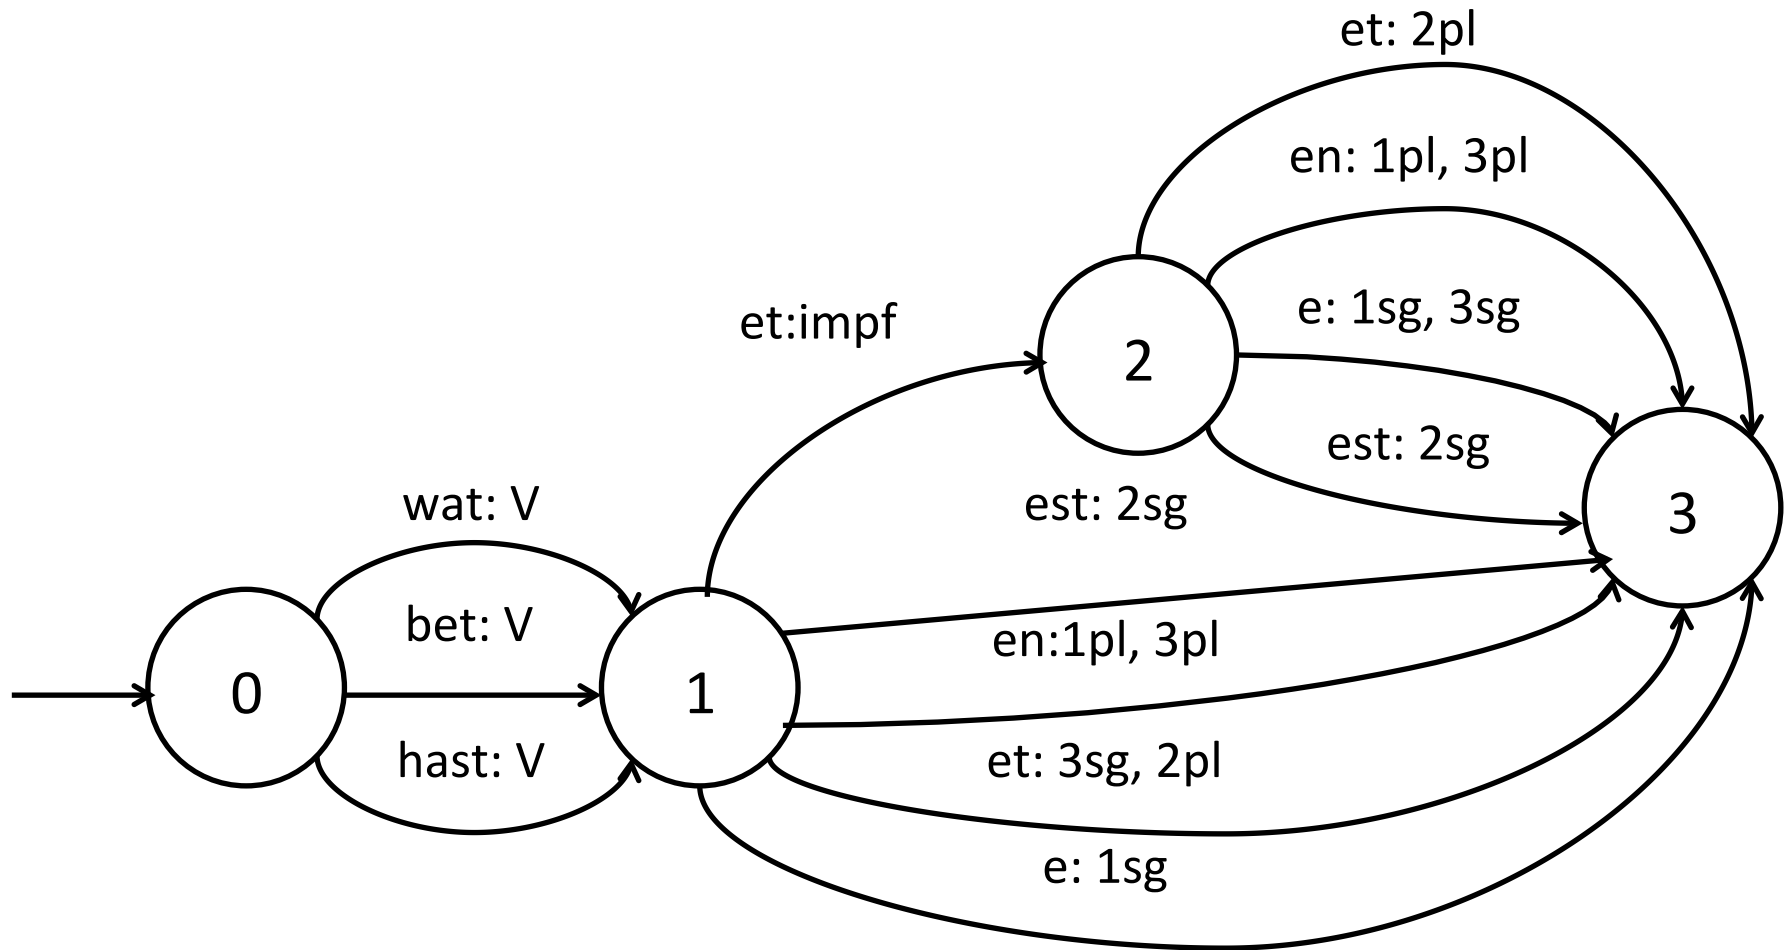 et: 2pl
en: 1pl, 3pl
e: 1sg, 3sg
et:impf
2
est: 2sg
est: 2sg
3
wat: V
bet: V
en:1pl, 3pl
0
1
hast: V
et: 3sg, 2pl
e: 1sg